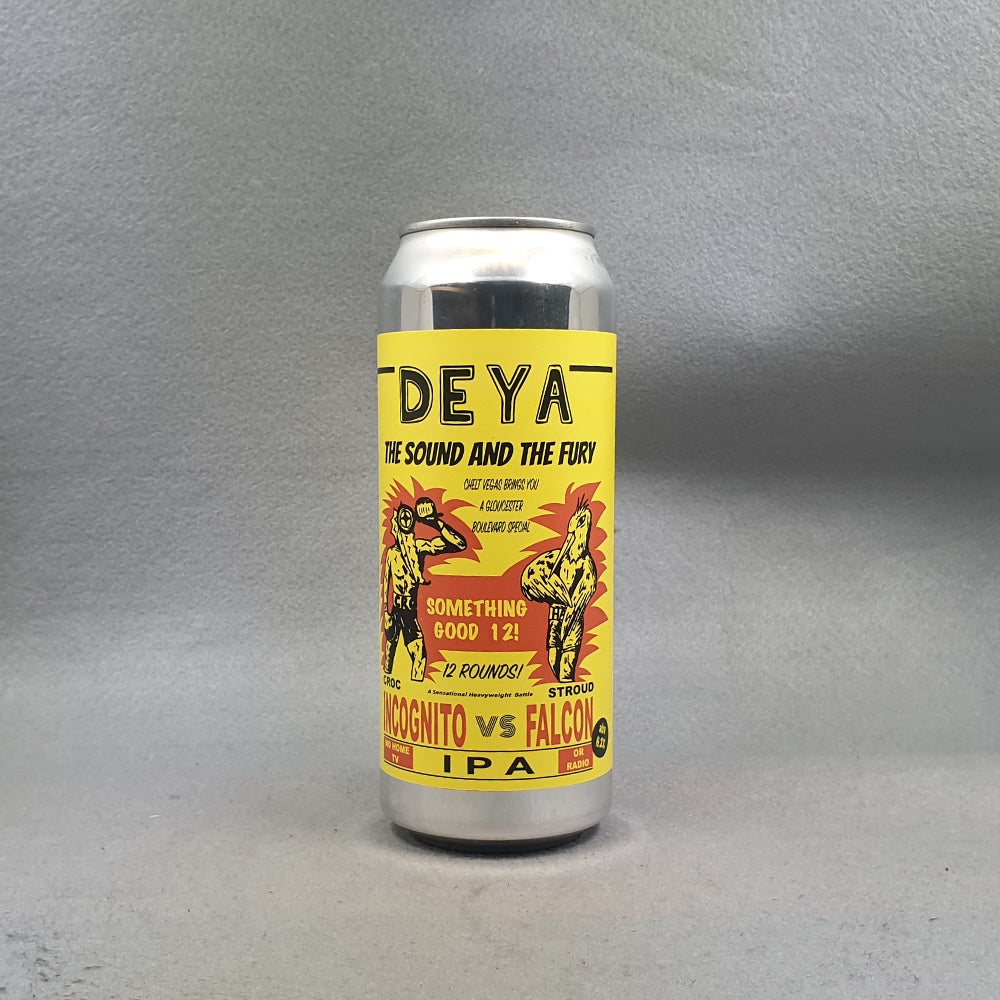 DEYA
THE SOUND AND THE FURY
CHELT VEGAS BRINGS YOU
A GLOUCESTER
BOULEVARD SPECIAL
SOMETHING
GOOD 12!
12 ROUNDS!
A Sensational Heavyweight Battle
CROC
STROUD
INCOGNITO VS FALCON
NO HOME
TV
IPA
OR
RADIO